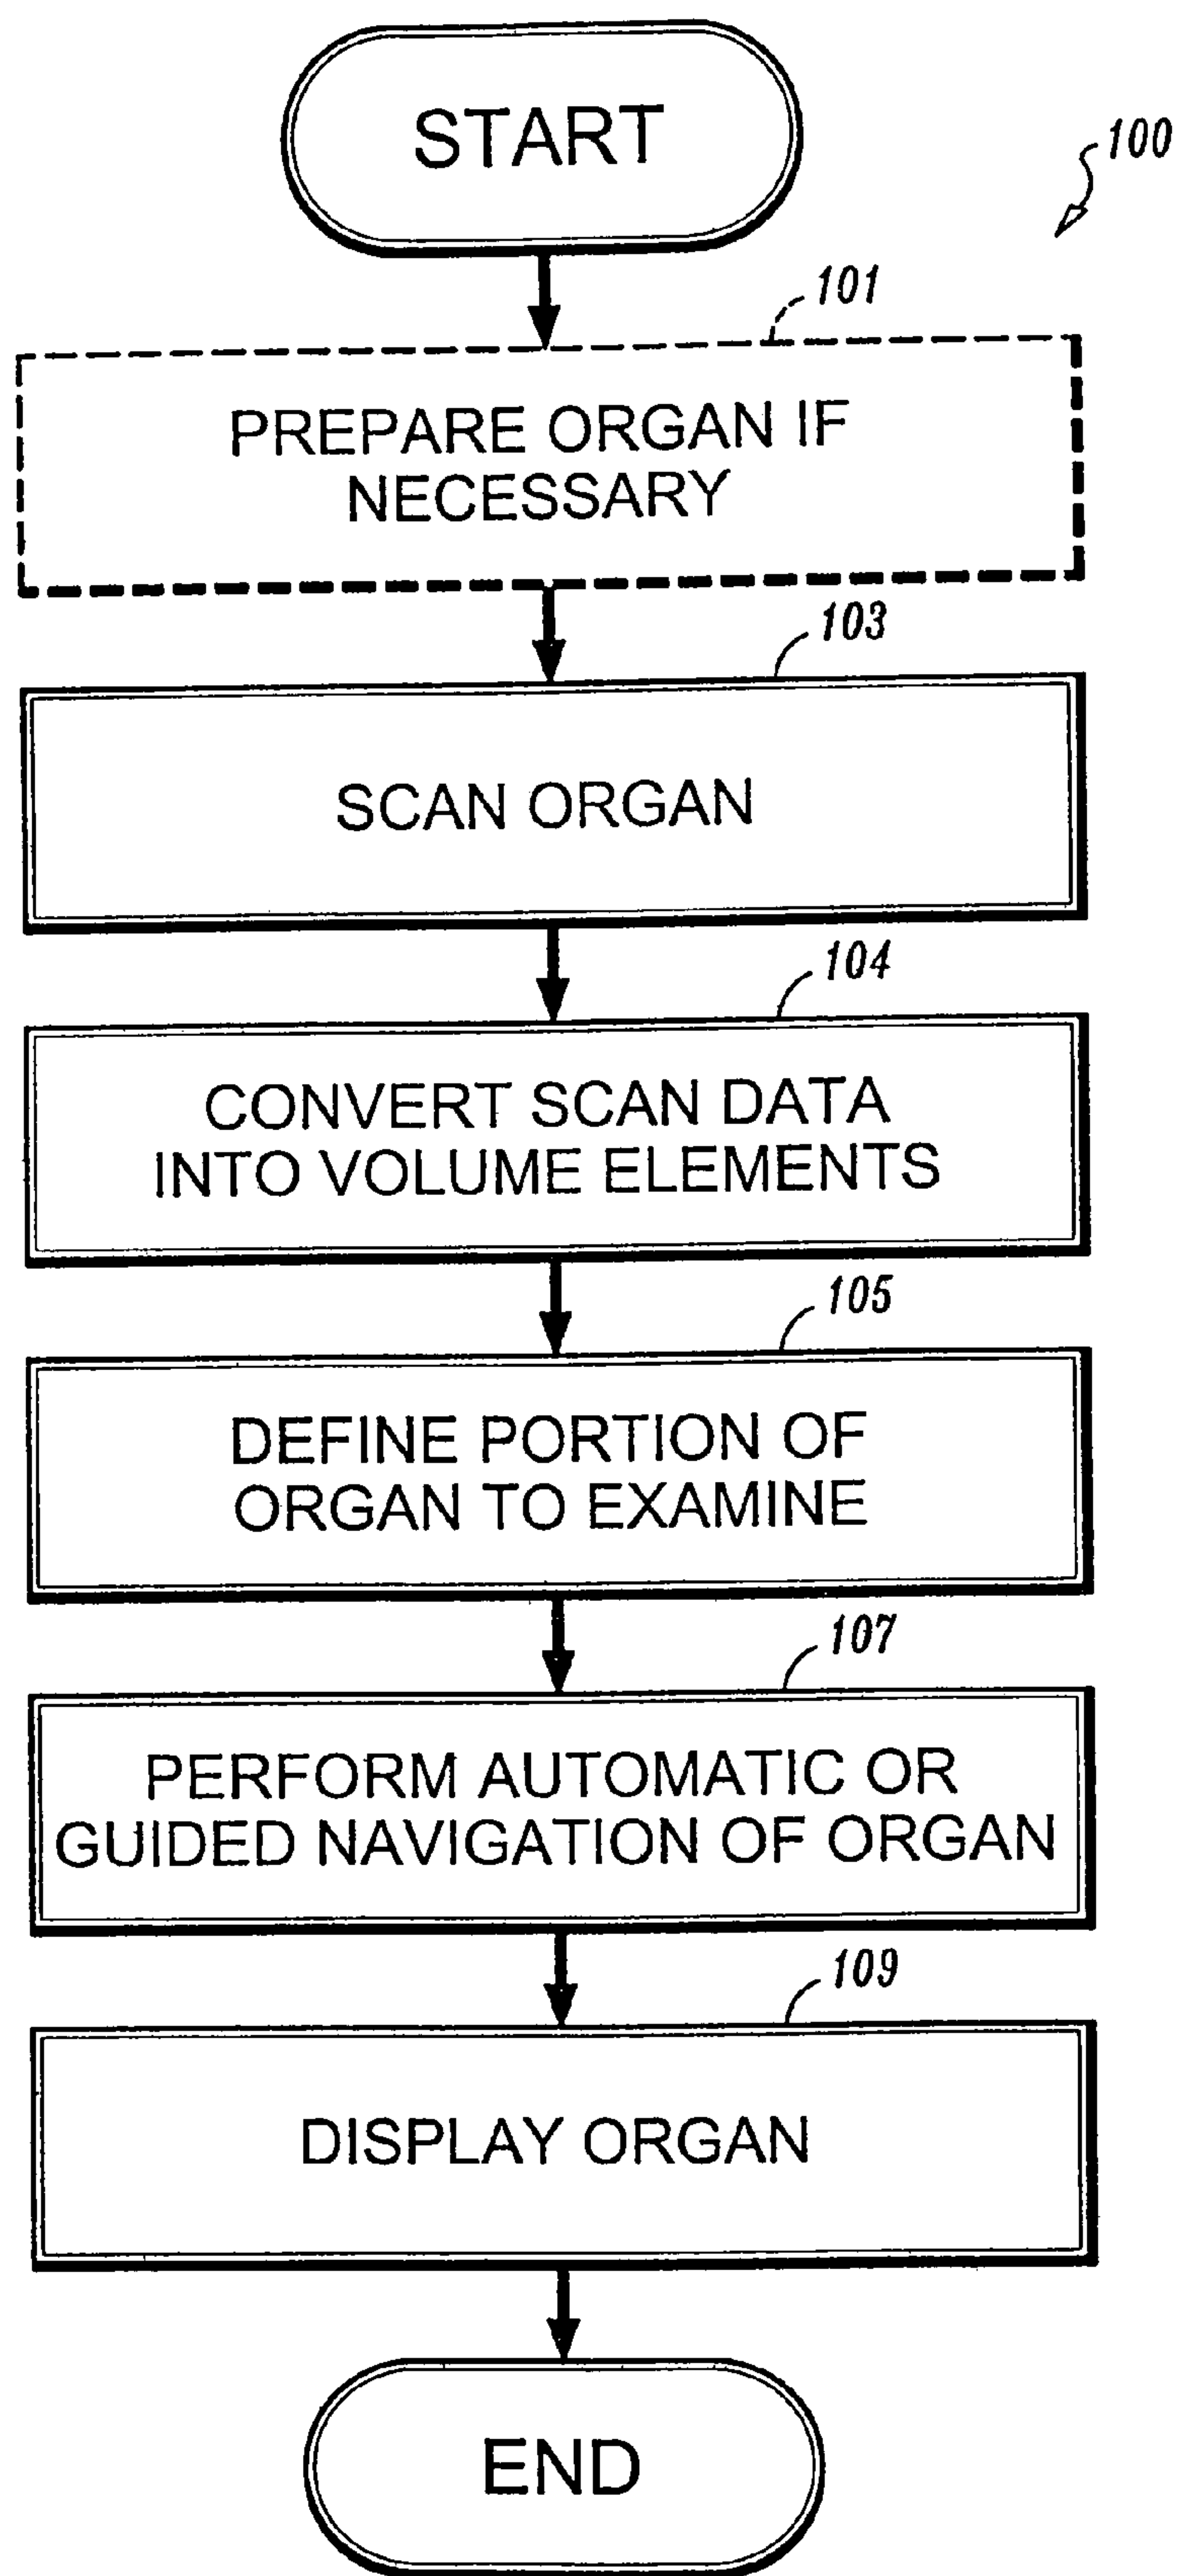 START
100
101
PREPARE ORGAN IF
NECESSARY
103
SCAN ORGAN
104
CONVERT SCAN DATA
INTO VOLUME ELEMENTS
105
DEFINE PORTION OF
ORGAN TO EXAMINE
107
PERFORM AUTOMATIC OR
GUIDED NAVIGATION OF ORGAN
109
DISPLAY ORGAN
END